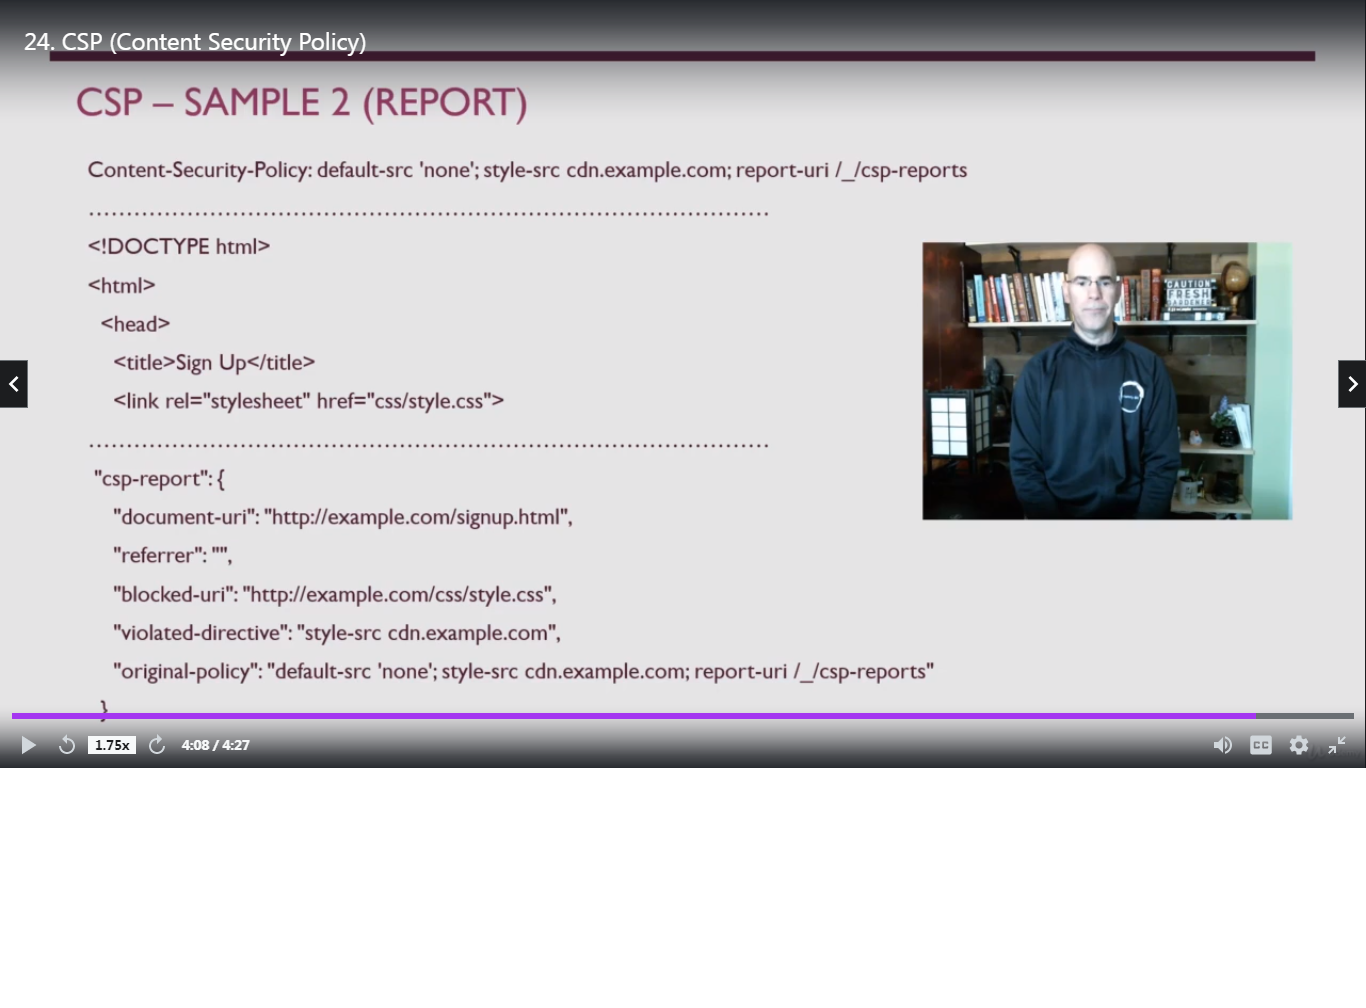 24. CSP (Content Security Policy)
CSP – SAMPLE 2 (REPORT)
Content-Security-Policy: default-src 'none'; style-src cdn.example.com; report-uri /_/csp-reports
<!DOCTYPE html>
<html>
<head>
<title>Sign Up</title>
<link rel="stylesheet" href="css/style.css">
"csp-report": {
"document-uri": "http://example.com/signup.html",
"referrer": "",
"blocked-uri": "http://example.com/css/style.css",
"violated-directive": "style-src cdn.example.com",
"original-policy": "default-src 'none'; style-src cdn.example.com; report-uri /_/csp-reports"
}
CAUTION
FRESH
GARDENER
1.75x
4:08 / 4:27
CC